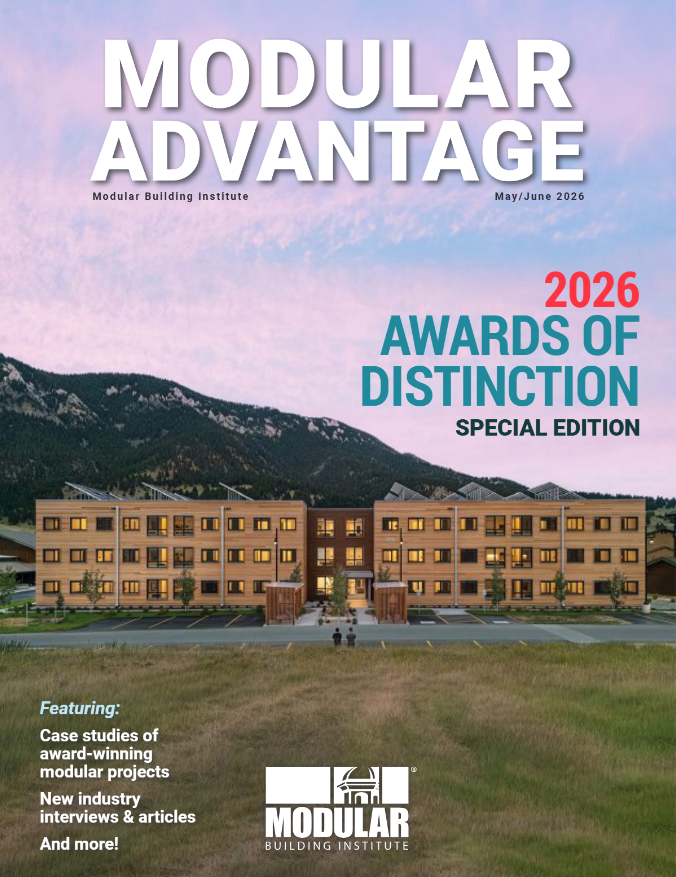 MODULAR
ADVANTAGE
Modular Building Institute
May/June 2026
2026
AWARDS OF
DISTINCTION
SPECIAL EDITION
Featuring:
Case studies of
award-winning
modular projects
New industry
interviews & articles
And more!
®
MODULAR
BUILDING INSTITUTE